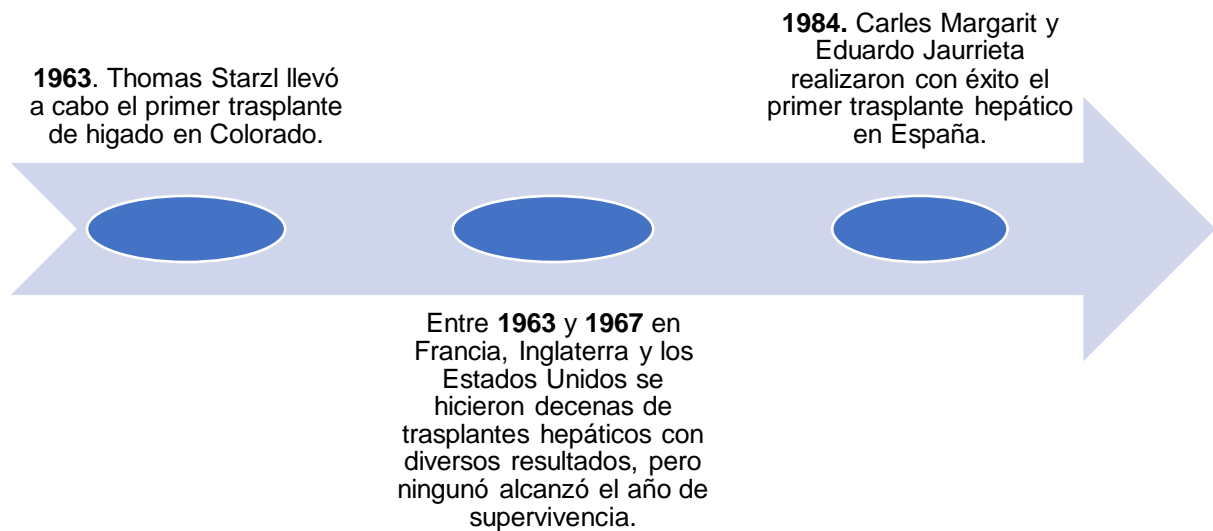 1963. Thomas Starzl llevó
a cabo el primer trasplante
de higado en Colorado.
Entre 1963 y 1967 en
Francia, Inglaterra y los
Estados Unidos se
hicieron decenas de
trasplantes hepáticos con
diversos resultados, pero
ningunó alcanzó el año de
supervivencia.
1984. Carles Margarit y
Eduardo Jaurrieta
realizaron con éxito el
primer trasplante hepático
en España.